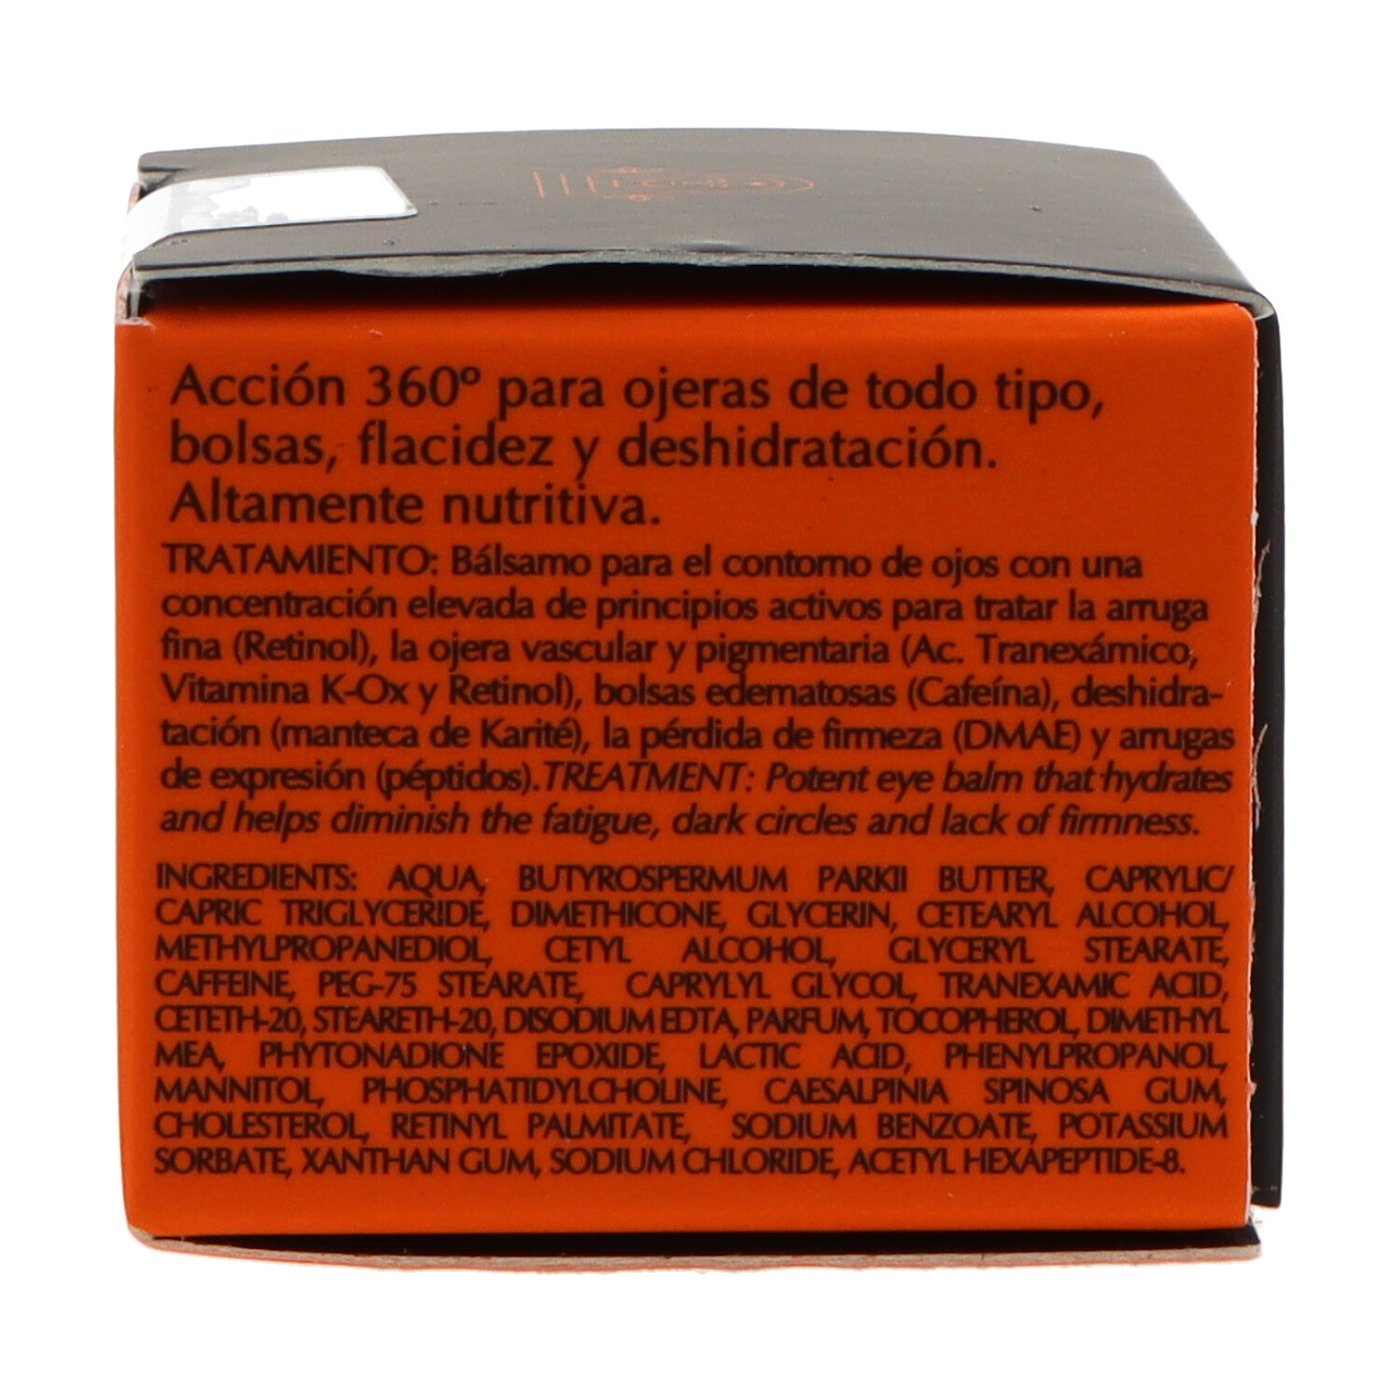 Acción 360º para ojeras de todo tipo,
bolsas, flacidez y deshidratación.
Altamente nutritiva.
TRATAMIENTO: Bálsamo para el contorno de ojos con una
concentración elevada de principios activos para tratar la arruga
fina (Retinol), la ojera vascular y pigmentaria (Ac. Tranexámico,
Vitamina K-Ox y Retinol), bolsas edematosas (Cafeína), deshidra-
tación (manteca de Karité), la pérdida de firmeza (DMAE) y arrugas
de expresión (péptidos). TREATMENT: Potent eye balm that hydrates
and helps diminish the fatigue, dark circles and lack of firmness.
INGREDIENTS: AQUA, BUTYROSPERMUM PARKII BUTTER, CAPRYLIC/
CAPRIC TRIGLYCERIDE, DIMETHICONE, GLYCERIN, CETEARYL ALCOHOL,
METHYLPROPANEDIOL, CETYL ALCOHOL, GLYCERYL STEARATE,
CAFFEINE, PEG-75 STEARATE, CAPRYLYL GLYCOL, TRANEXAMIC ACID,
CETETH-20, STEARETH-20, DISODIUM EDTA, PARFUM, TOCOPHEROL, DIMETHYL
MEA, PHYTONADIONE EPOXIDE, LACTIC ACID, PHENYLPROPANOL,
MANNITOL, PHOSPHATIDYLCHOLINE, CAESALPINIA SPINOSA GUM,
CHOLESTEROL, RETINYL PALMITATE, SODIUM BENZOATE, POTASSIUM
SORBATE, XANTHAN GUM, SODIUM CHLORIDE, ACETYL HEXAPEPTIDE-8.